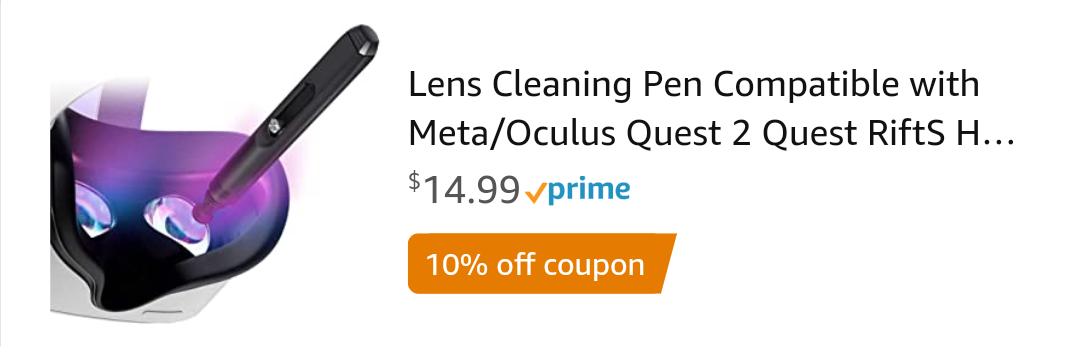 Lens Cleaning Pen Compatible with
Meta/Oculus Quest 2 Quest RiftS H...
$14.99 prime
10% off coupon